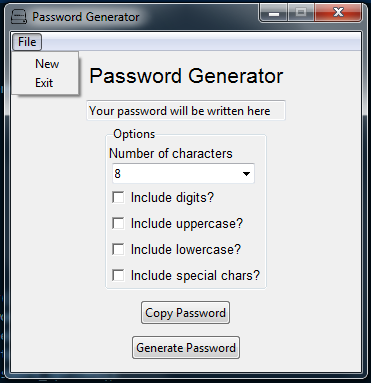 Password Generator
File
New
Exit
Password Generator
Your password will be written here
Options
Number of characters
8
Include digits?
Include uppercase?
Include lowercase?
Include special chars?
Copy Password
Generate Password